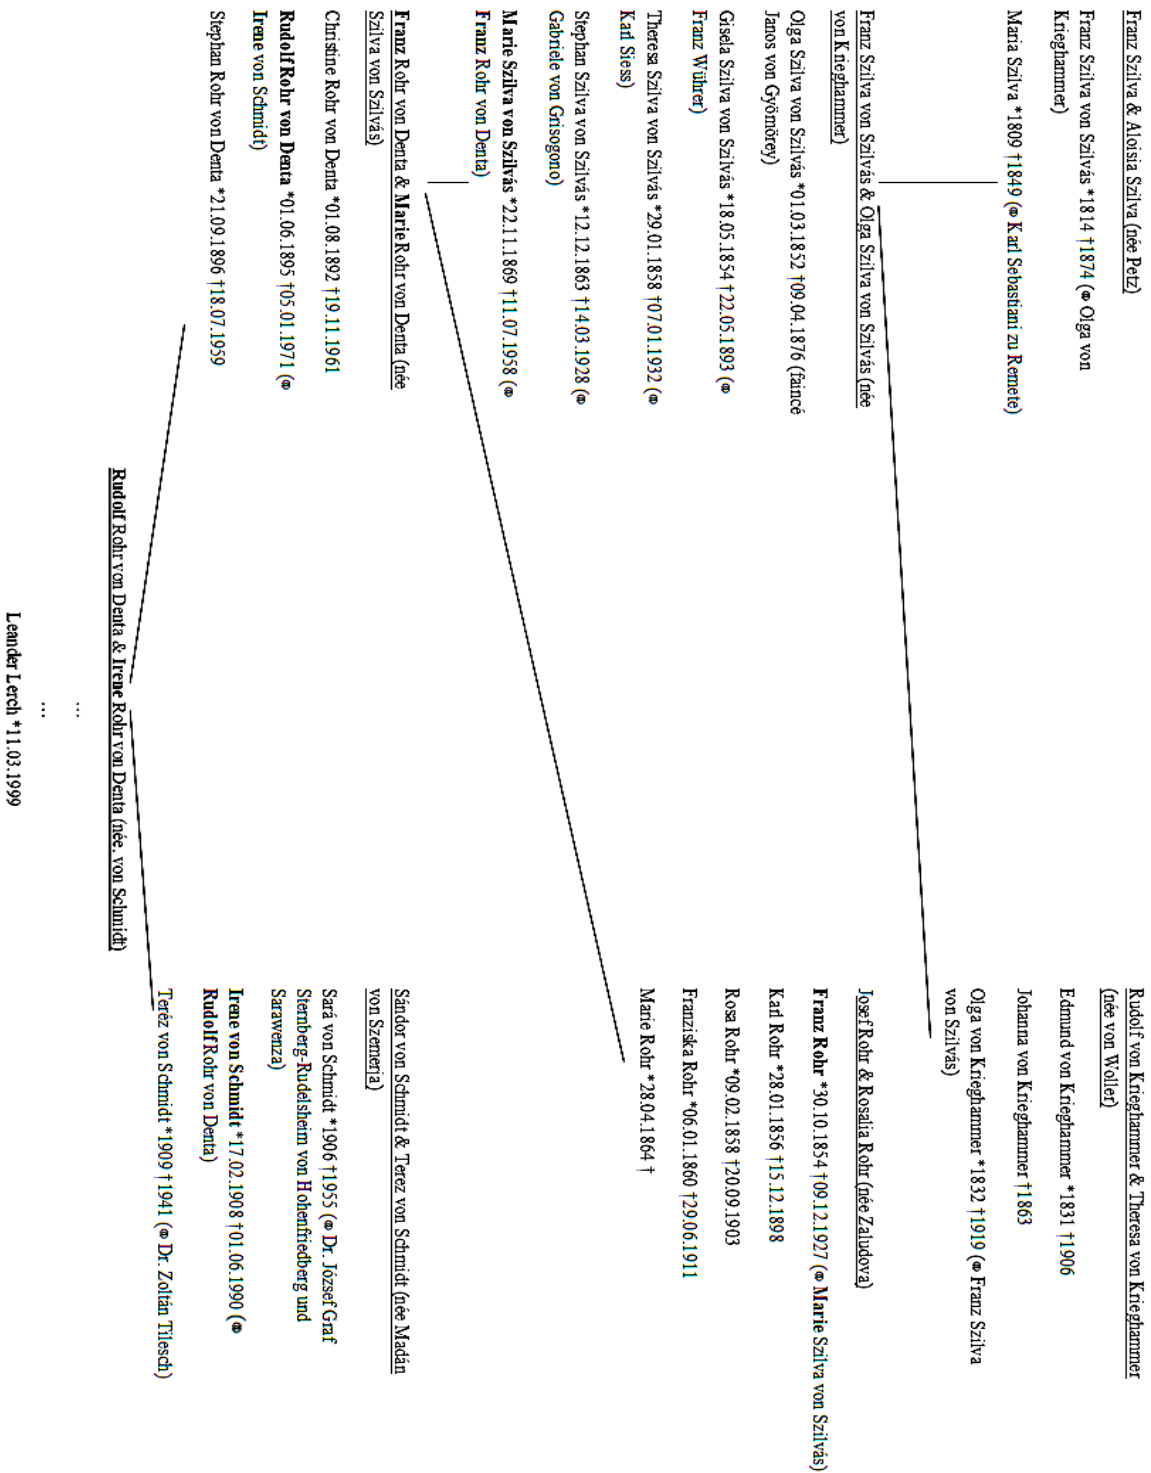 Franz Szilva & Aloisia Szilva (née Petz)
Franz Szilva von Szilvás *1814 †1874 (⚭ Olga von
Krieghammer)
Maria Szilva *1809 †1849 (⚭ Karl Sebastiani zu Remete)
Rudolf von Krieghammer & Theresa von Krieghammer
(née von Woller)
Edmund von Krieghammer *1831 †1906
Johanna von Krieghammer †1863
Olga von Krieghammer *1832 †1919 (⚭ Franz Szilva
von Szilvás)
Franz Szilva von Szilvás & Olga Szilva von Szilvás (née
von Krieghammer)
Olga Szilva von Szilvás *01.03.1852 †09.04.1876 (faincé
Janos von Gyömörey)
Gisela Szilva von Szilvás *18.05.1854 †22.05.1893 (⚭
Franz Wührer)
Theresa Szilva von Szilvás *29.01.1858 †07.01.1932 (⚭
Karl Siess)
Stephan Szilva von Szilvás *12.12.1863 †14.03.1928 (⚭
Gabriele von Grisogono)
Marie Szilva von Szilvás *22.11.1869 †11.07.1958 (⚭
Franz Rohr von Denta)
Josef Rohr & Rosalia Rohr (née Zaludova)
Franz Rohr *30.10.1854 †09.12.1927 (⚭ Marie Szilva von Szilvás)
Karl Rohr *28.01.1856 †15.12.1898
Rosa Rohr *09.02.1858 †20.09.1903
Franziska Rohr *06.01.1860 †29.06.1911
Marie Rohr *28.04.1864 †
Franz Rohr von Denta & Marie Rohr von Denta (née
Szilva von Szilvás)
Christine Rohr von Denta *01.08.1892 †19.11.1961
Rudolf Rohr von Denta *01.06.1895 †05.01.1971 (⚭
Irene von Schmidt)
Stephan Rohr von Denta *21.09.1896 †18.07.1959
Sándor von Schmidt & Terez von Schmidt (née Madán
von Szemerja)
Sará von Schmidt *1906 †1955 (⚭ Dr. József Graf
Sternberg-Rudelsheim von Hohenfriedberg und
Sarawenza)
Irene von Schmidt *17.02.1908 †01.06.1990 (⚭
Rudolf Rohr von Denta)
Teréz von Schmidt *1909 †1941 (⚭ Dr. Zoltán Tilesch)
Rudolf Rohr von Denta & Irene Rohr von Denta (née. von Schmidt)
...
...
Leander Lerch *11.03.1999